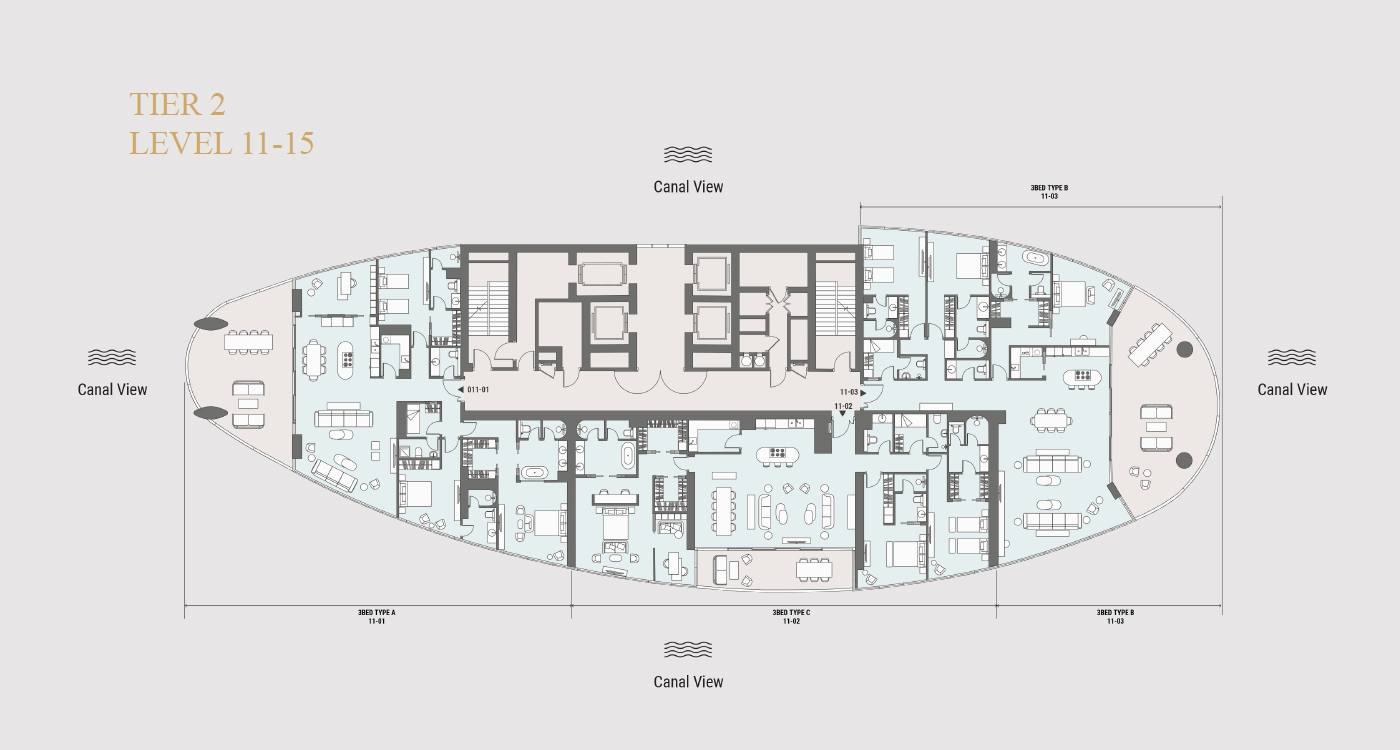 TIER 2
LEVEL 11-15
Canal View
3BED TYPE B
11-03
Canal View
Canal View
011-01
11-03
11-02
3BED TYPE A
11-01
3BED TYPE C
11-02
3BED TYPE B
11-03
Canal View